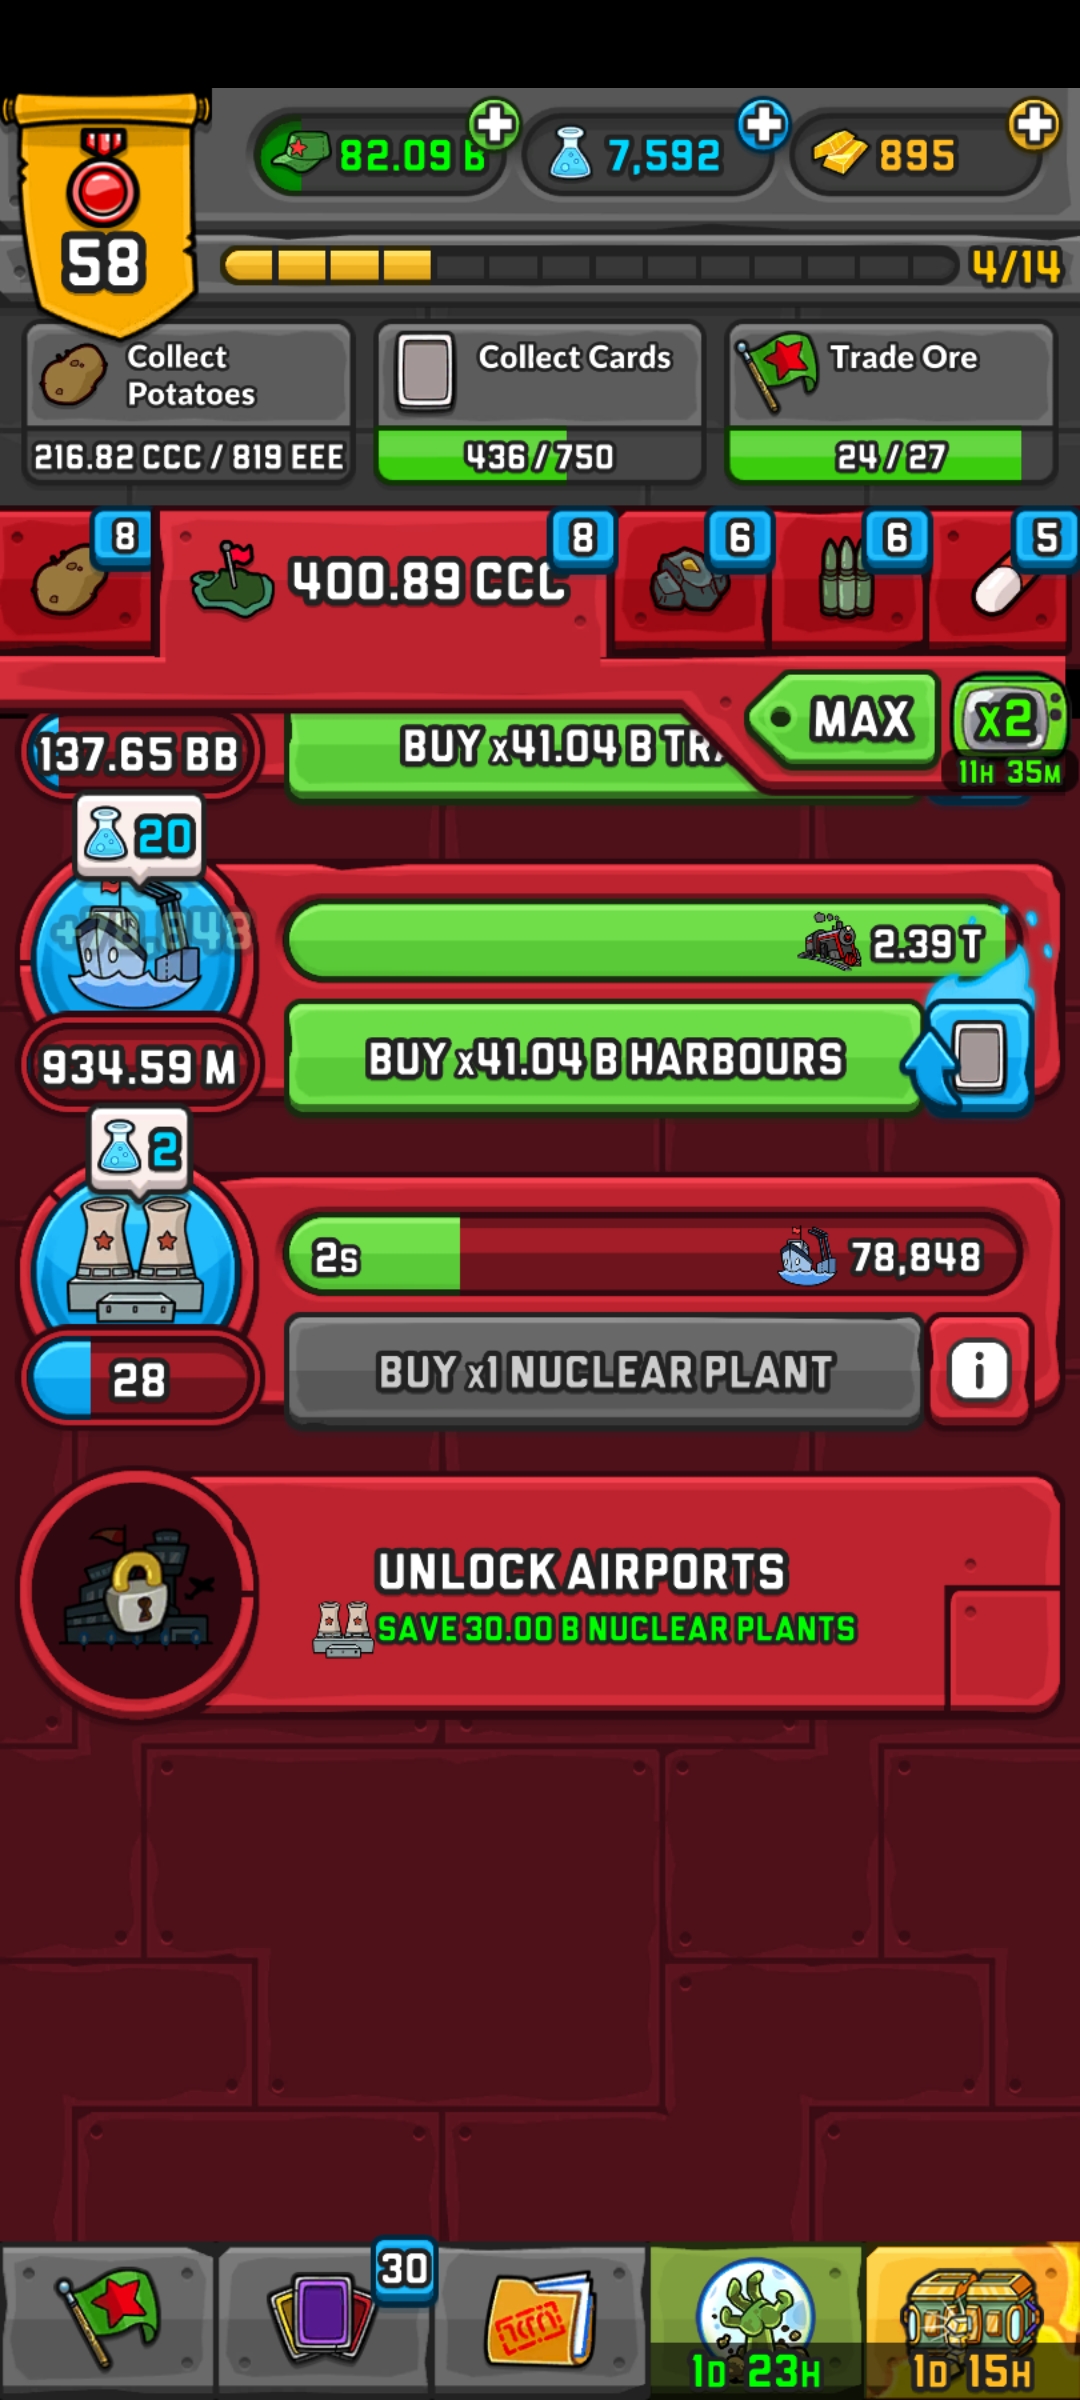 58
82.09 B
7,592
895
4/14
Collect
Potatoes
216.82 CCC / 819 EEE
Collect Cards
436 / 750
Trade Ore
24 / 27
8
400.89 CCC
8
6
6
5
MAX
x2
11H 35M
137.65 BB
BUY x41.04 B
20
2.39 T
934.59 M
BUY x41.04 B HARBOURS
2
2s
78,848
28
BUY x1 NUCLEAR PLANT
i
UNLOCK AIRPORTS
SAVE 30.00 B NUCLEAR PLANTS
30
1D 23H
1D 15H